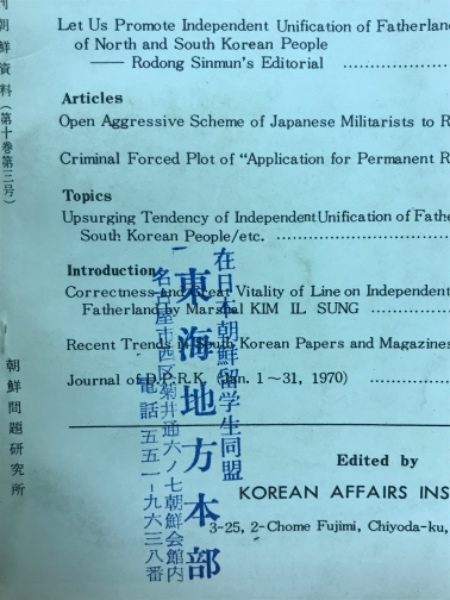 刊朝鮮資料(第十巻第三号)
朝鮮問題研究所
Let Us Promote Independent Unification of Fatherlan
of North and South Korean People
—— Rodong Sinmun's Editorial ..................
Articles
Open Aggressive Scheme of Japanese Militarists to R
Criminal Forced Plot of "Application for Permanent R
Topics
Upsurging Tendency of Independent Unification of Fathe
South Korean People/etc. ..............................
Introduction
Correctness and Great Vitality of Line on Independent
Fatherland by Marshal KIM IL SUNG ............
Recent Trends in South Korean Papers and Magazines
Journal of D.P.R.K. (Jan. 1~31, 1970) ..............
Edited by
KOREAN AFFAIRS INS
3-25, 2-Chome Fujimi, Chiyoda-ku,
在日本朝鮮留学生同盟
東海地方本部
名古屋市西区菊井通六ノ七朝鮮会館内
電話五五一-九六三八番